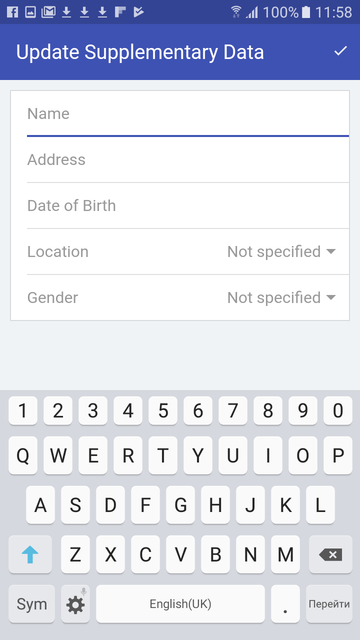 100% 11:58
Update Supplementary Data
Name
Address
Date of Birth
Location Not specified
Gender Not specified
1 2 3 4 5 6 7 8 9 0
Q W E R T Y U I O P
A S D F G H J K L
Z X C V B N M
Sym English(UK) . Перейти